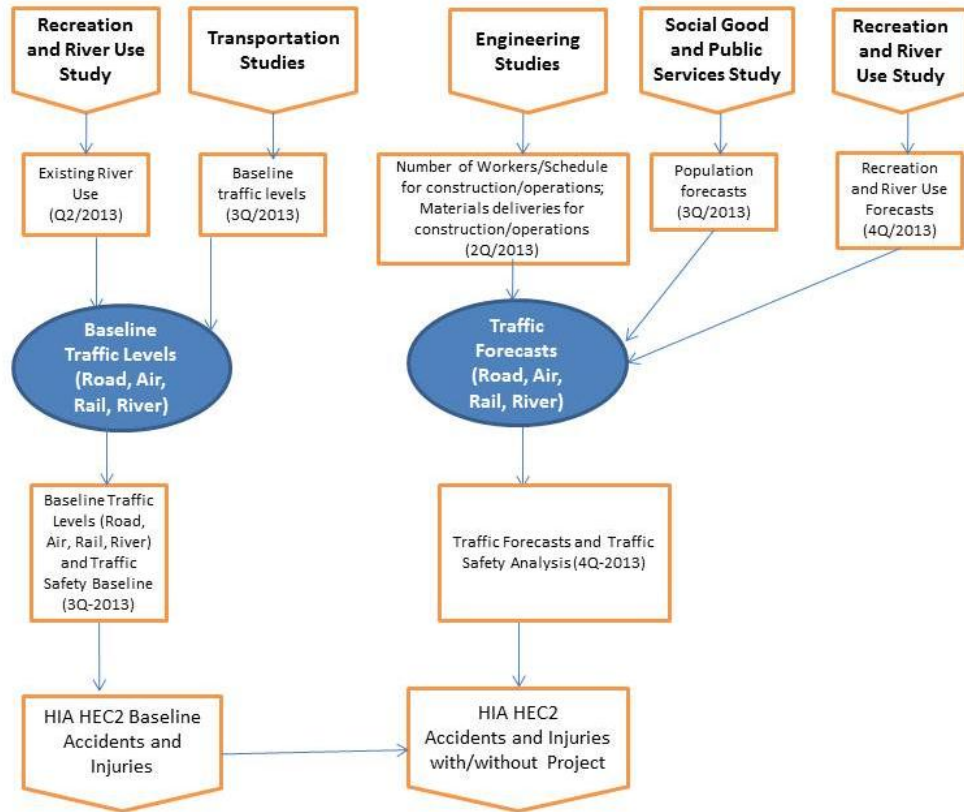 Recreation
and River Use
Study
Transportation
Studies
Engineering
Studies
Social Good
and Public
Services Study
Recreation
and River
Use Study
Existing River
Use
(Q2/2013)
Baseline
traffic levels
(3Q/2013)
Number of Workers/Schedule
for construction/operations;
Materials deliveries for
construction/operations
(2Q/2013)
Population
forecasts
(3Q/2013)
Recreation
and River Use
Forecasts
(4Q/2013)
Baseline
Traffic Levels
(Road, Air,
Rail, River)
Traffic
Forecasts
(Road, Air,
Rail, River)
Baseline Traffic
Levels (Road,
Air, Rail, River)
and Traffic
Safety Baseline
(3Q-2013)
Traffic Forecasts and Traffic
Safety Analysis (4Q-2013)
HIA HEC2 Baseline
Accidents and
Injuries
HIA HEC2
Accidents and Injuries
with/without Project